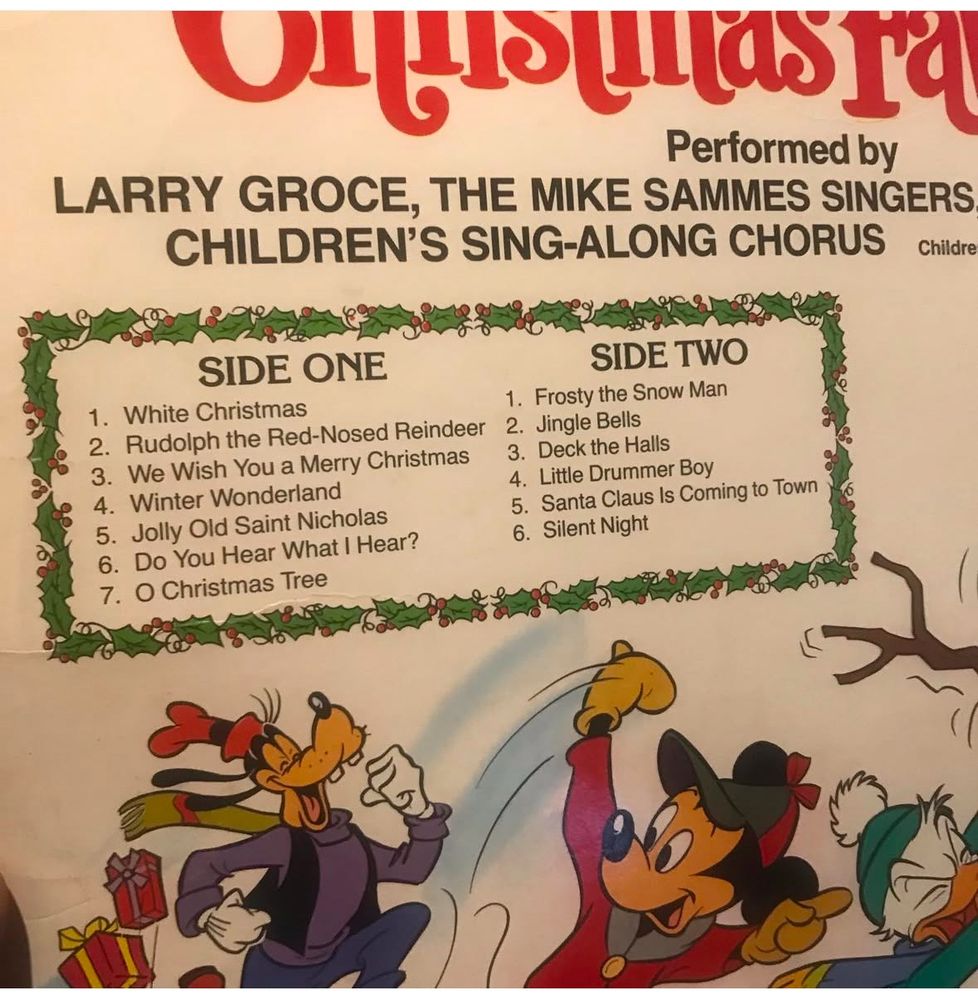 Christmas Fa
Performed by
LARRY GROCE, THE MIKE SAMMES SINGERS,
CHILDREN'S SING-ALONG CHORUS Childre
SIDE ONE
1. White Christmas
2. Rudolph the Red-Nosed Reindeer
3. We Wish You a Merry Christmas
4. Winter Wonderland
5. Jolly Old Saint Nicholas
6. Do You Hear What I Hear?
7. O Christmas Tree
SIDE TWO
1. Frosty the Snow Man
2. Jingle Bells
3. Deck the Halls
4. Little Drummer Boy
5. Santa Claus Is Coming to Town
6. Silent Night